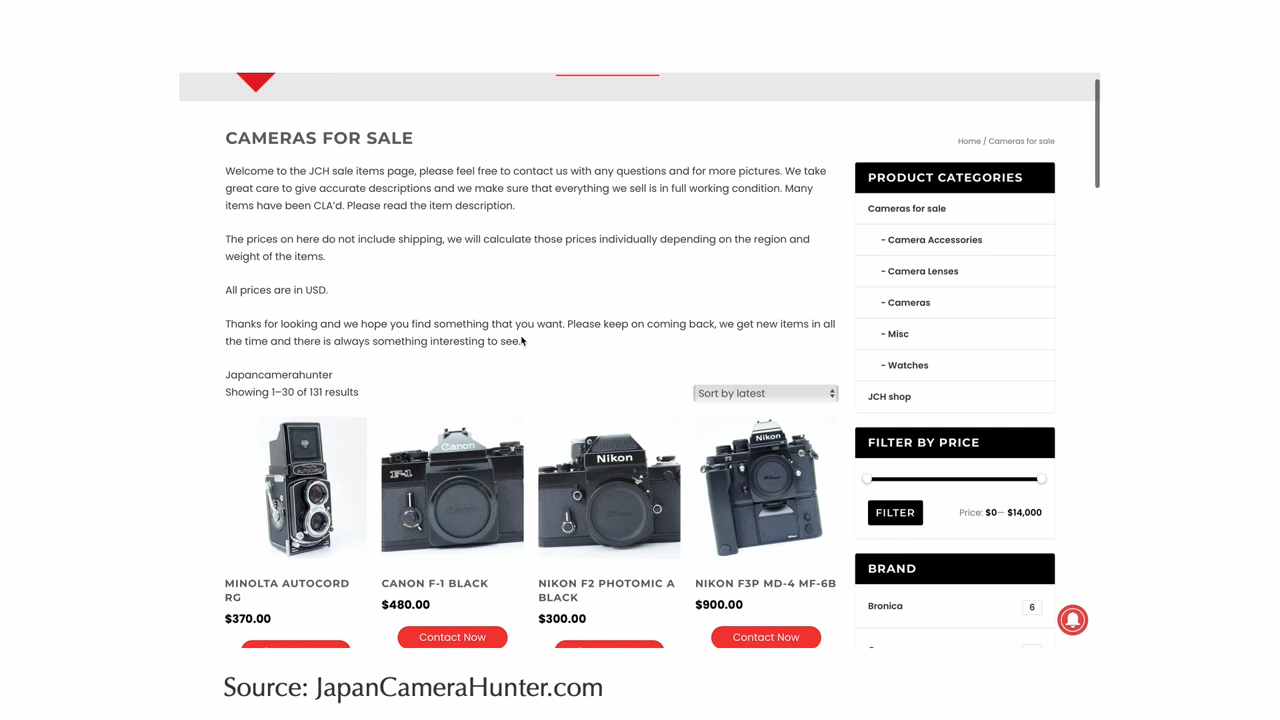 CAMERAS FOR SALE
Home / Cameras for sale
Welcome to the JCH sale items page, please feel free to contact us with any questions and for more pictures. We take
great care to give accurate descriptions and we make sure that everything we sell is in full working condition. Many
items have been CLA'd. Please read the item description.
The prices on here do not include shipping, we will calculate those prices individually depending on the region and
weight of the items.
All prices are in USD.
Thanks for looking and we hope you find something that you want. Please keep on coming back, we get new items in all
the time and there is always something interesting to see.
Japancamerahunter
Showing 1–30 of 131 results
Sort by latest
Canon
F-1
Canon
Nikon
Nikon
Nikon
MINOLTA AUTOCORD
RG
$370.00
CANON F-1 BLACK
$480.00
Contact Now
NIKON F2 PHOTOMIC A
BLACK
$300.00
NIKON F3P MD-4 MF-6B
$900.00
Contact Now
PRODUCT CATEGORIES
Cameras for sale
- Camera Accessories
- Camera Lenses
- Cameras
- Misc
- Watches
JCH shop
FILTER BY PRICE
FILTER
Price: $0— $14,000
BRAND
Bronica
6
Source: JapanCameraHunter.com